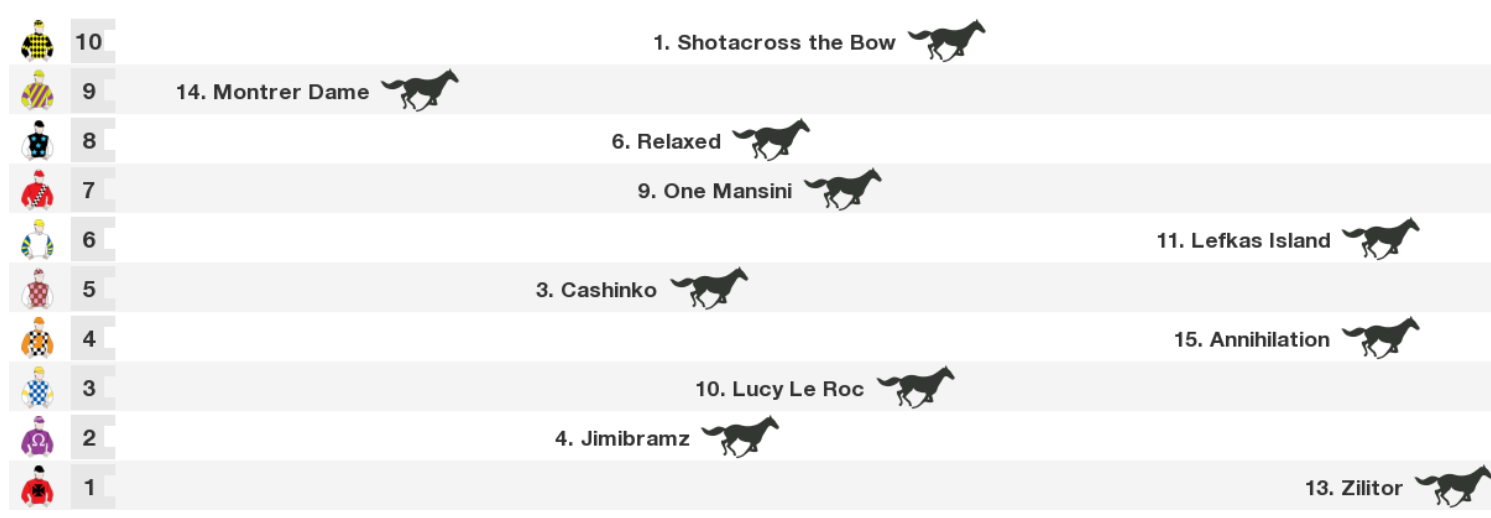 10 1. Shotacross the Bow
9 14. Montrer Dame
8 6. Relaxed
7 9. One Mansini
6 11. Lefkas Island
5 3. Cashinko
4 15. Annihilation
3 10. Lucy Le Roc
Ω 2 4. Jimibramz
1 13. Zilitor